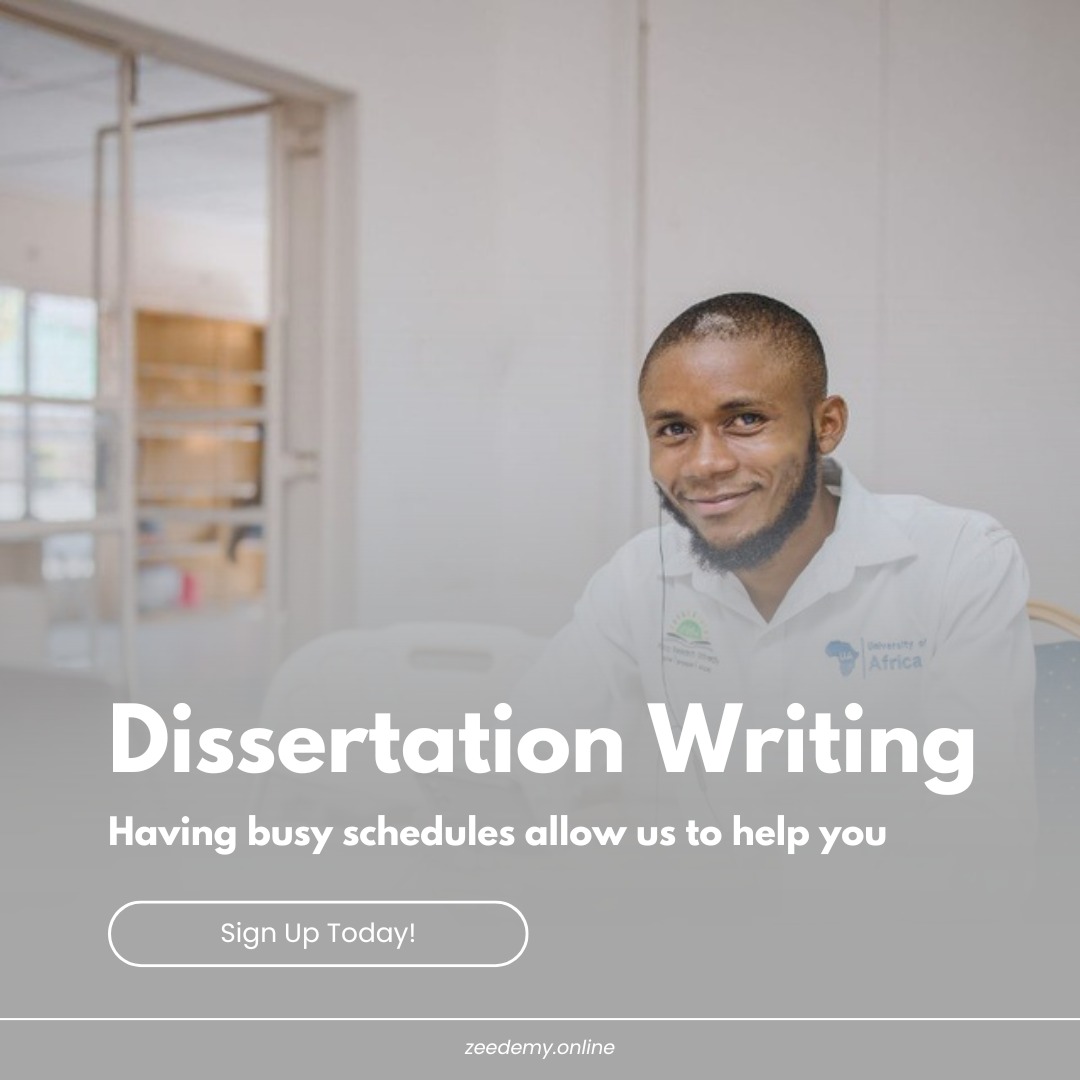 University of
Africa
Dissertation Writing
Having busy schedules allow us to help you
Sign Up Today!
zeedemy.online